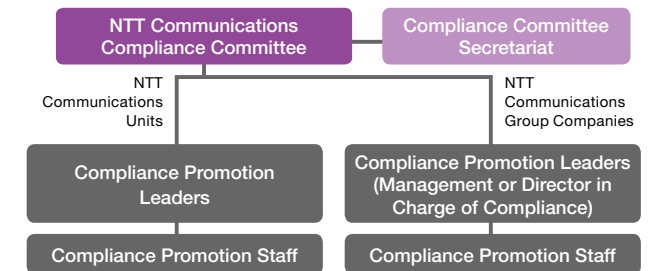 NTT Communications
Compliance Committee
Compliance Committee
Secretariat
NTT
Communications
Units
NTT
Communications
Group Companies
Compliance Promotion
Leaders
Compliance Promotion Leaders
(Management or Director in
Charge of Compliance)
Compliance Promotion Staff
Compliance Promotion Staff